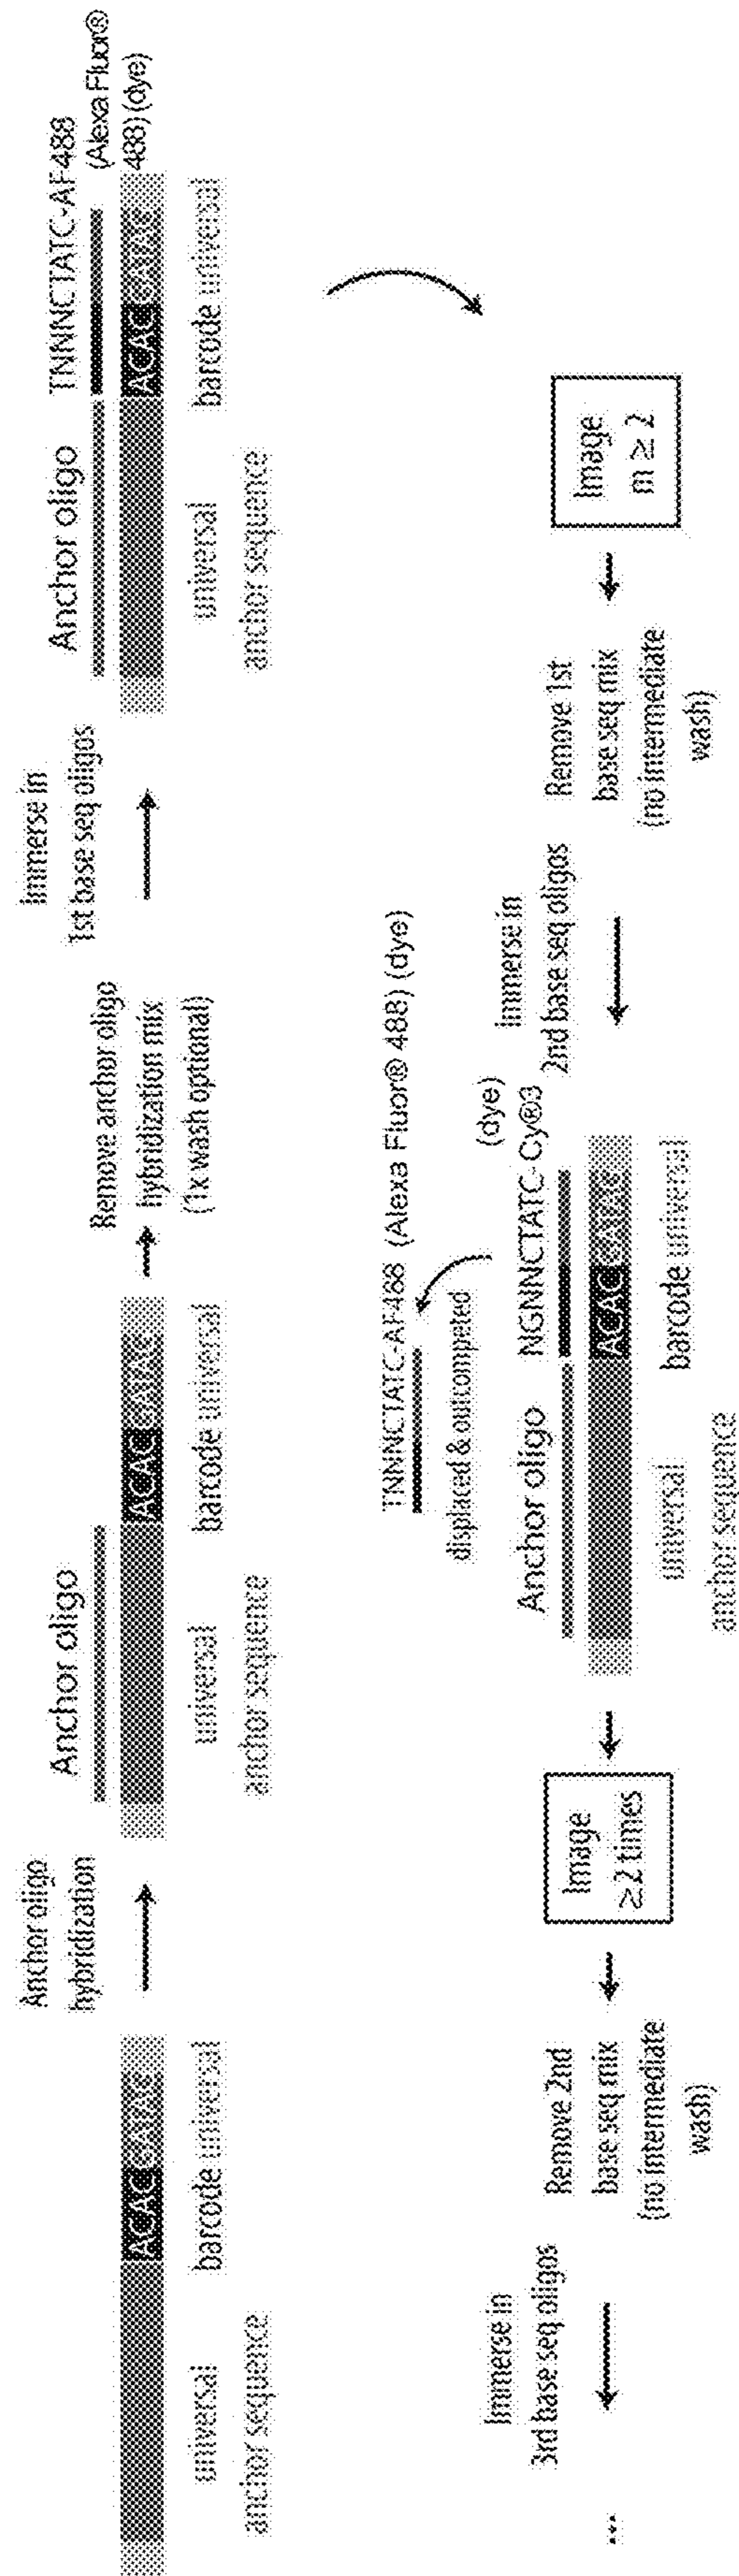 universal
anchor sequence
ACAC GATAG
barcode universal
Anchor oligo
hybridization
Anchor oligo
universal
anchor sequence
ACAC GATAG
barcode universal
Remove anchor oligo
hybridization mix
(1x wash optional)
Immerse in
1st base seq oligos
Anchor oligo
TNNNCTATC-AF488
(Alexa Fluor®
488) (dye)
universal
anchor sequence
ACAC GATAG
barcode universal
Image
m ≥ 2
Remove 1st
base seq mix
(no intermediate
wash)
Immerse in
2nd base seq oligos
TNNNCTATC-AF488 (Alexa Fluor® 488) (dye)
displaced & outcompeted
(dye)
Anchor oligo
NGNNCTATC-Cy®3
universal
anchor sequence
ACAC GATAG
barcode universal
Image
≥2 times
Remove 2nd
base seq mix
(no intermediate
wash)
Immerse in
3rd base seq oligos
...